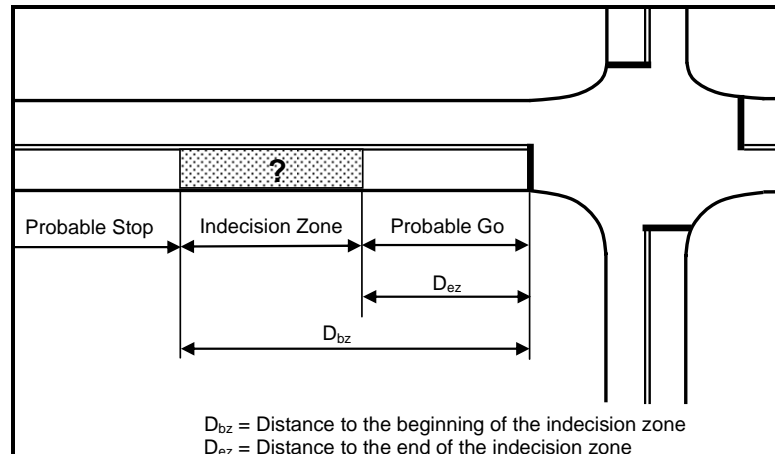 ?
Probable Stop Indecision Zone Probable Go
Dez
Dbz
Dbz = Distance to the beginning of the indecision zone
Dez = Distance to the end of the indecision zone